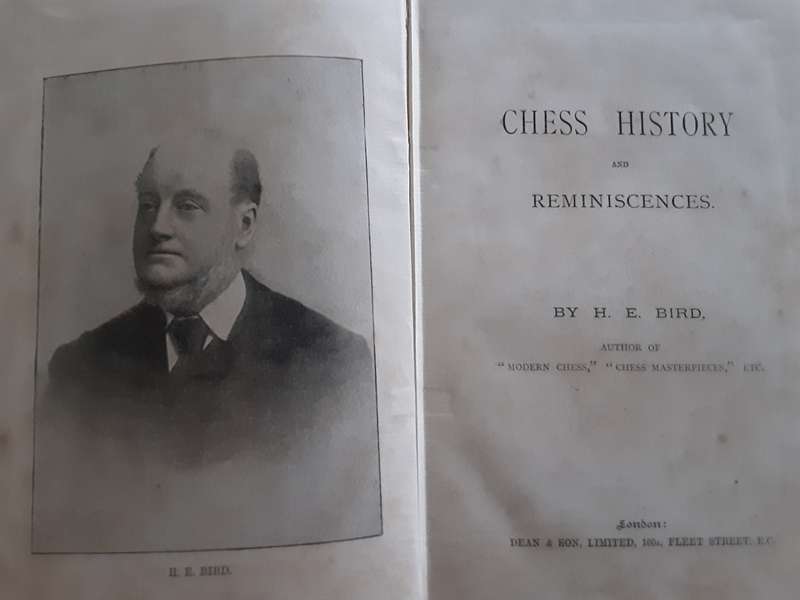 H. E. BIRD.
CHESS HISTORY
AND
REMINISCENCES.
BY H. E. BIRD,
AUTHOR OF
"MODERN CHESS," "CHESS MASTERPIECES," ETC.
London:
DEAN & SON, LIMITED, 160A, FLEET STREET, E.C.